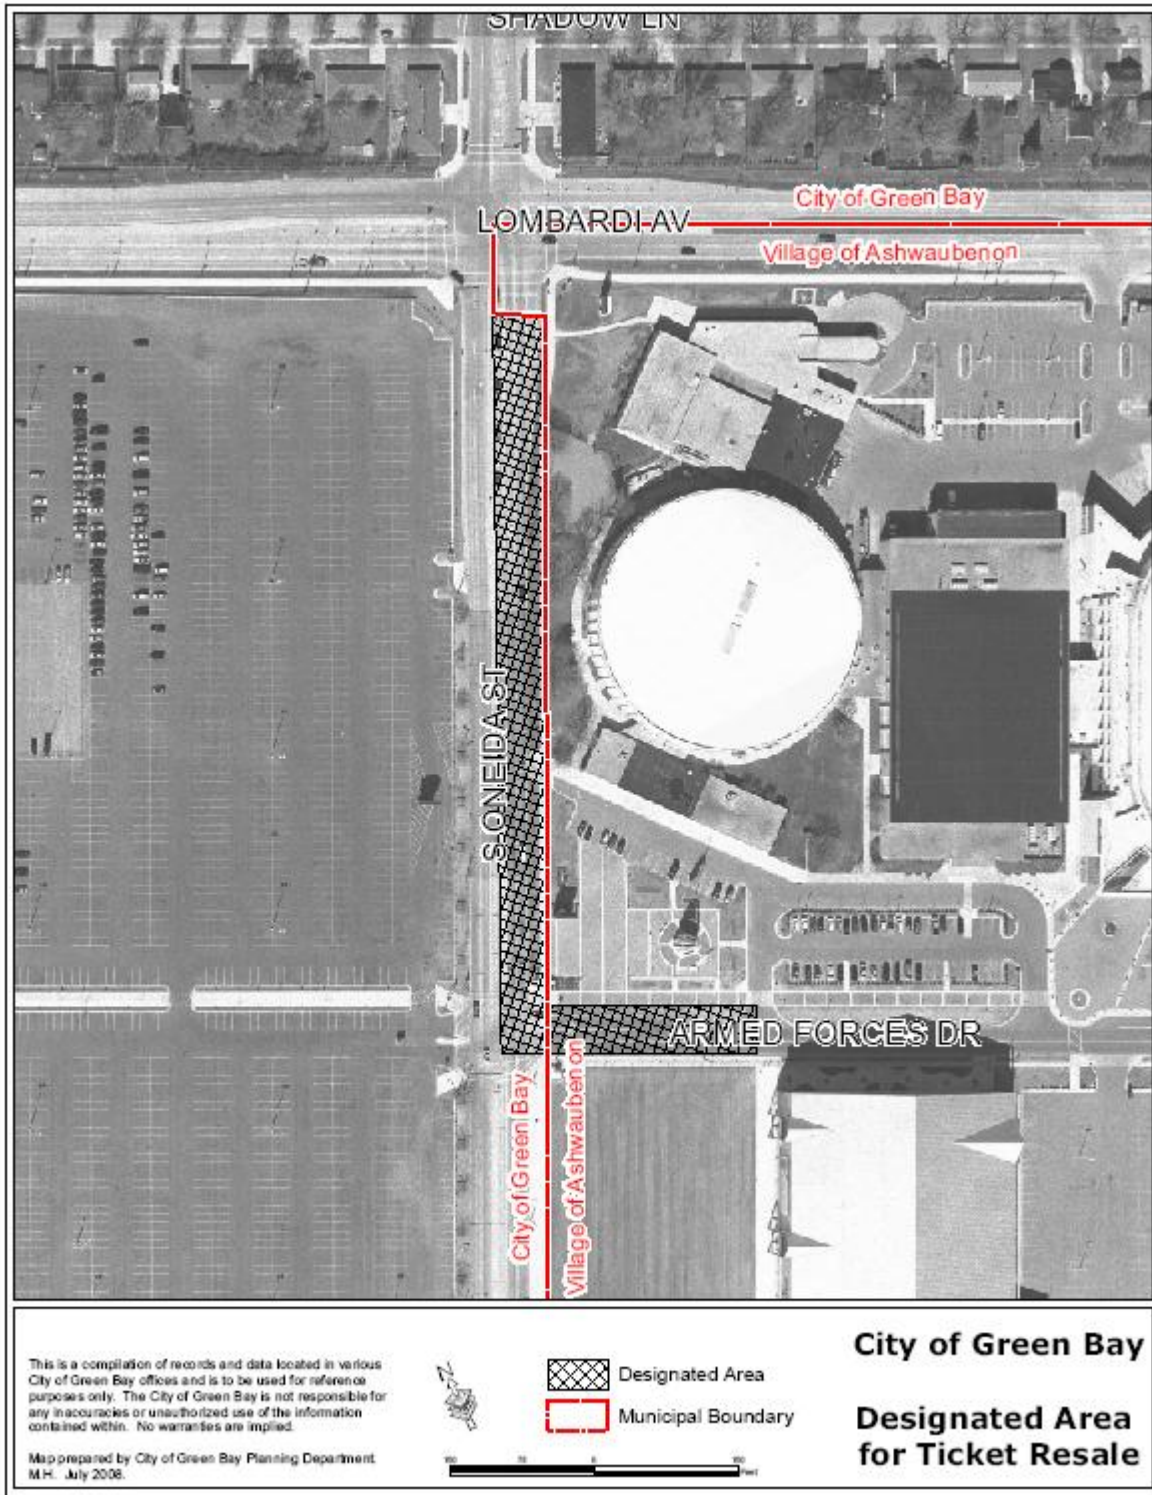 SHADOW LN
City of Green Bay
LOMBARDI AV
Village of Ashwaubenon
S ONEIDA ST
ARMED FORCES DR
City of Green Bay
Village of Ashwaubenon
This is a compilation of records and data located in various
City of Green Bay offices and is to be used for reference
purposes only. The City of Green Bay is not responsible for
any inaccuracies or unauthorized use of the information
contained within. No warranties are implied.
Map prepared by City of Green Bay Planning Department.
M.H. July 2008.
N
Designated Area
Municipal Boundary
0
Feet
City of Green Bay
Designated Area
for Ticket Resale